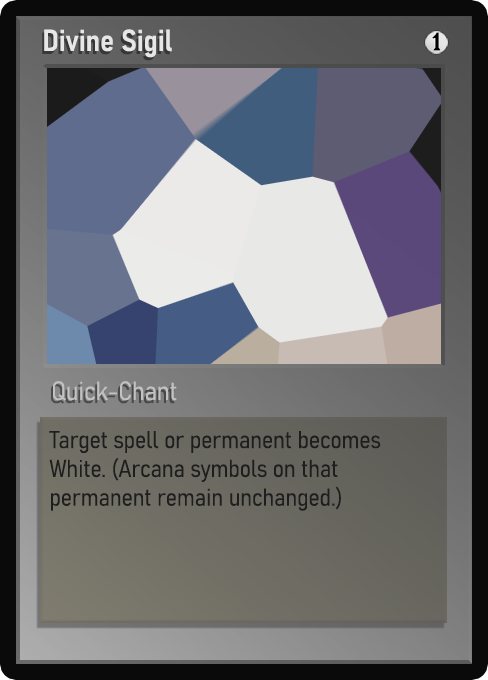 Divine Sigil
1
Quick-Chant
Target spell or permanent becomes
White. (Arcana symbols on that
permanent remain unchanged.)